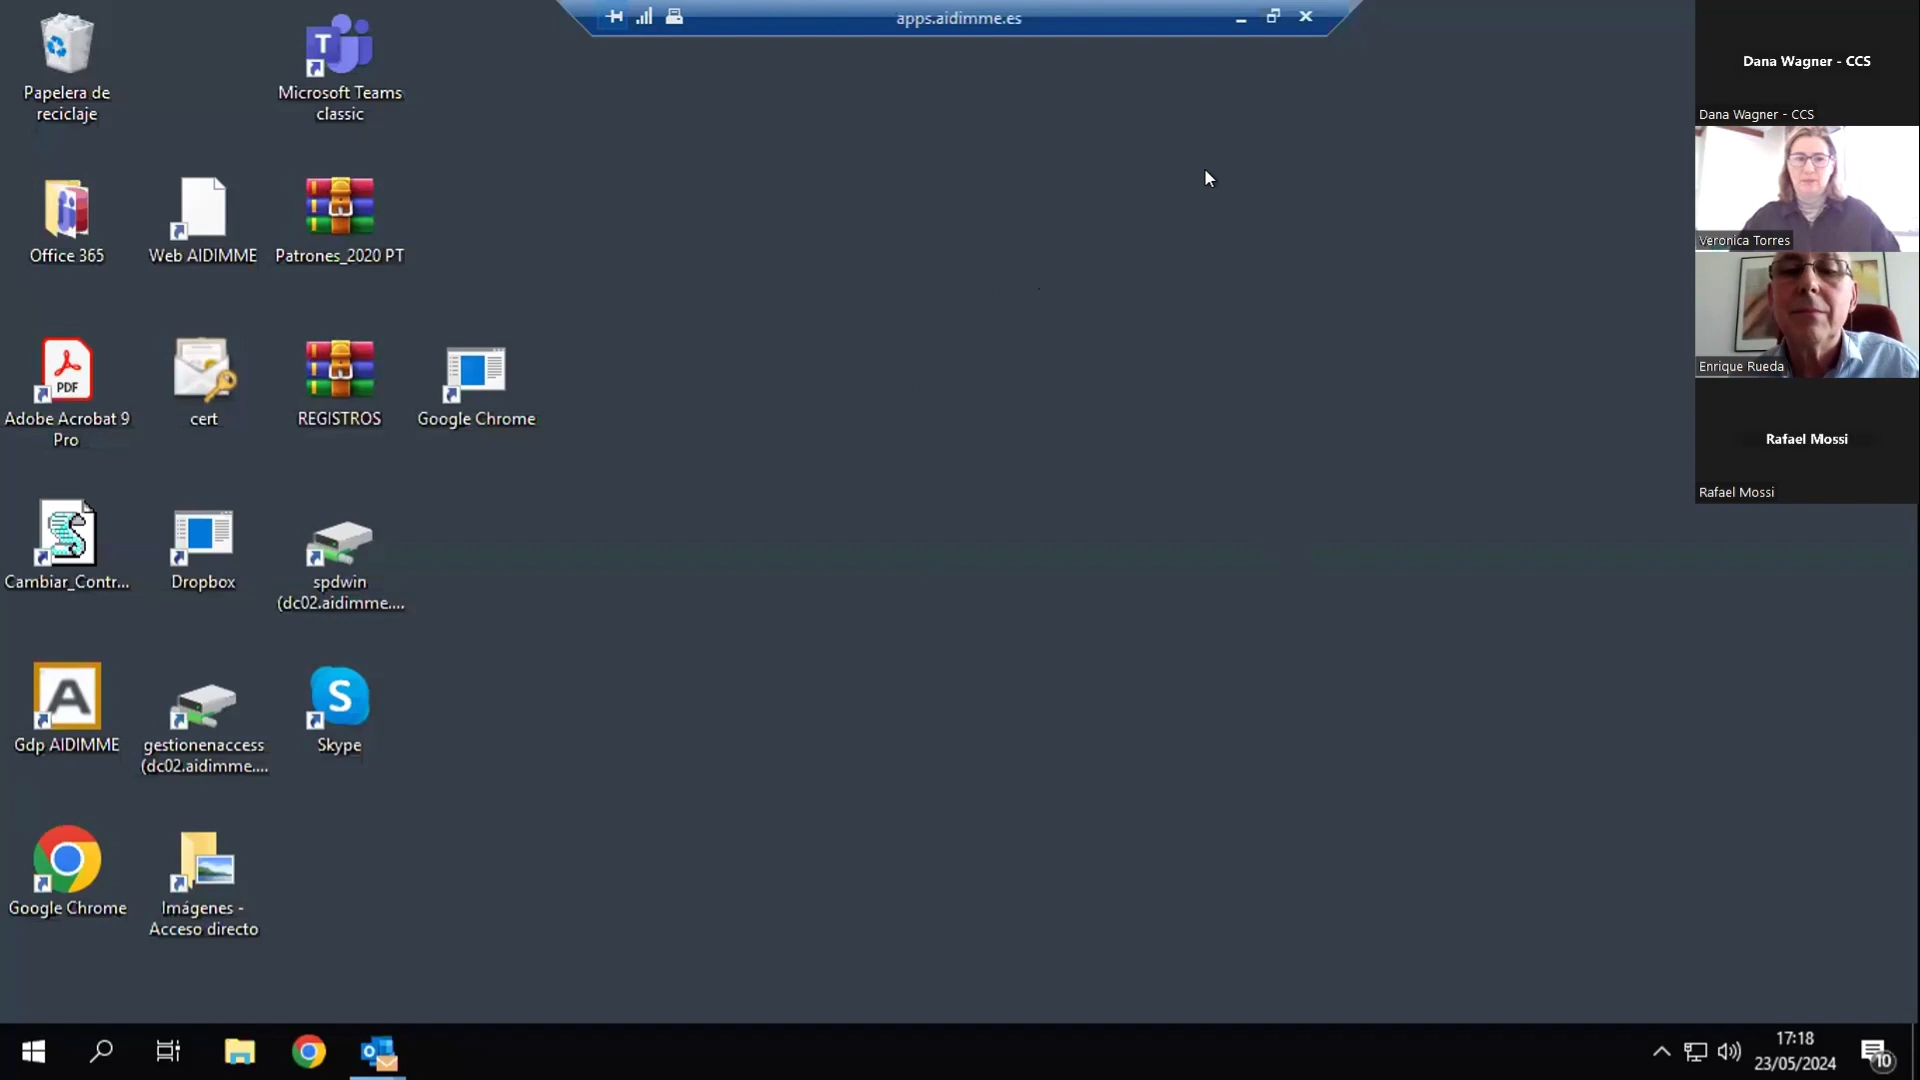 apps.aidimme.es
Papelera de
reciclaje
Microsoft Teams
classic
Office 365
Web AIDIMME
Patrones_2020 PT
PDF
Adobe Acrobat 9
Pro
cert
REGISTROS
Google Chrome
Cambiar_Contr...
Dropbox
spdwin
(dc02.aidimme....
Gdp AIDIMME
gestionenaccess
(dc02.aidimme....
Skype
Google Chrome
Imágenes -
Acceso directo
Dana Wagner - CCS
Dana Wagner - CCS
Veronica Torres
Enrique Rueda
Rafael Mossi
Rafael Mossi
17:18
23/05/2024
10